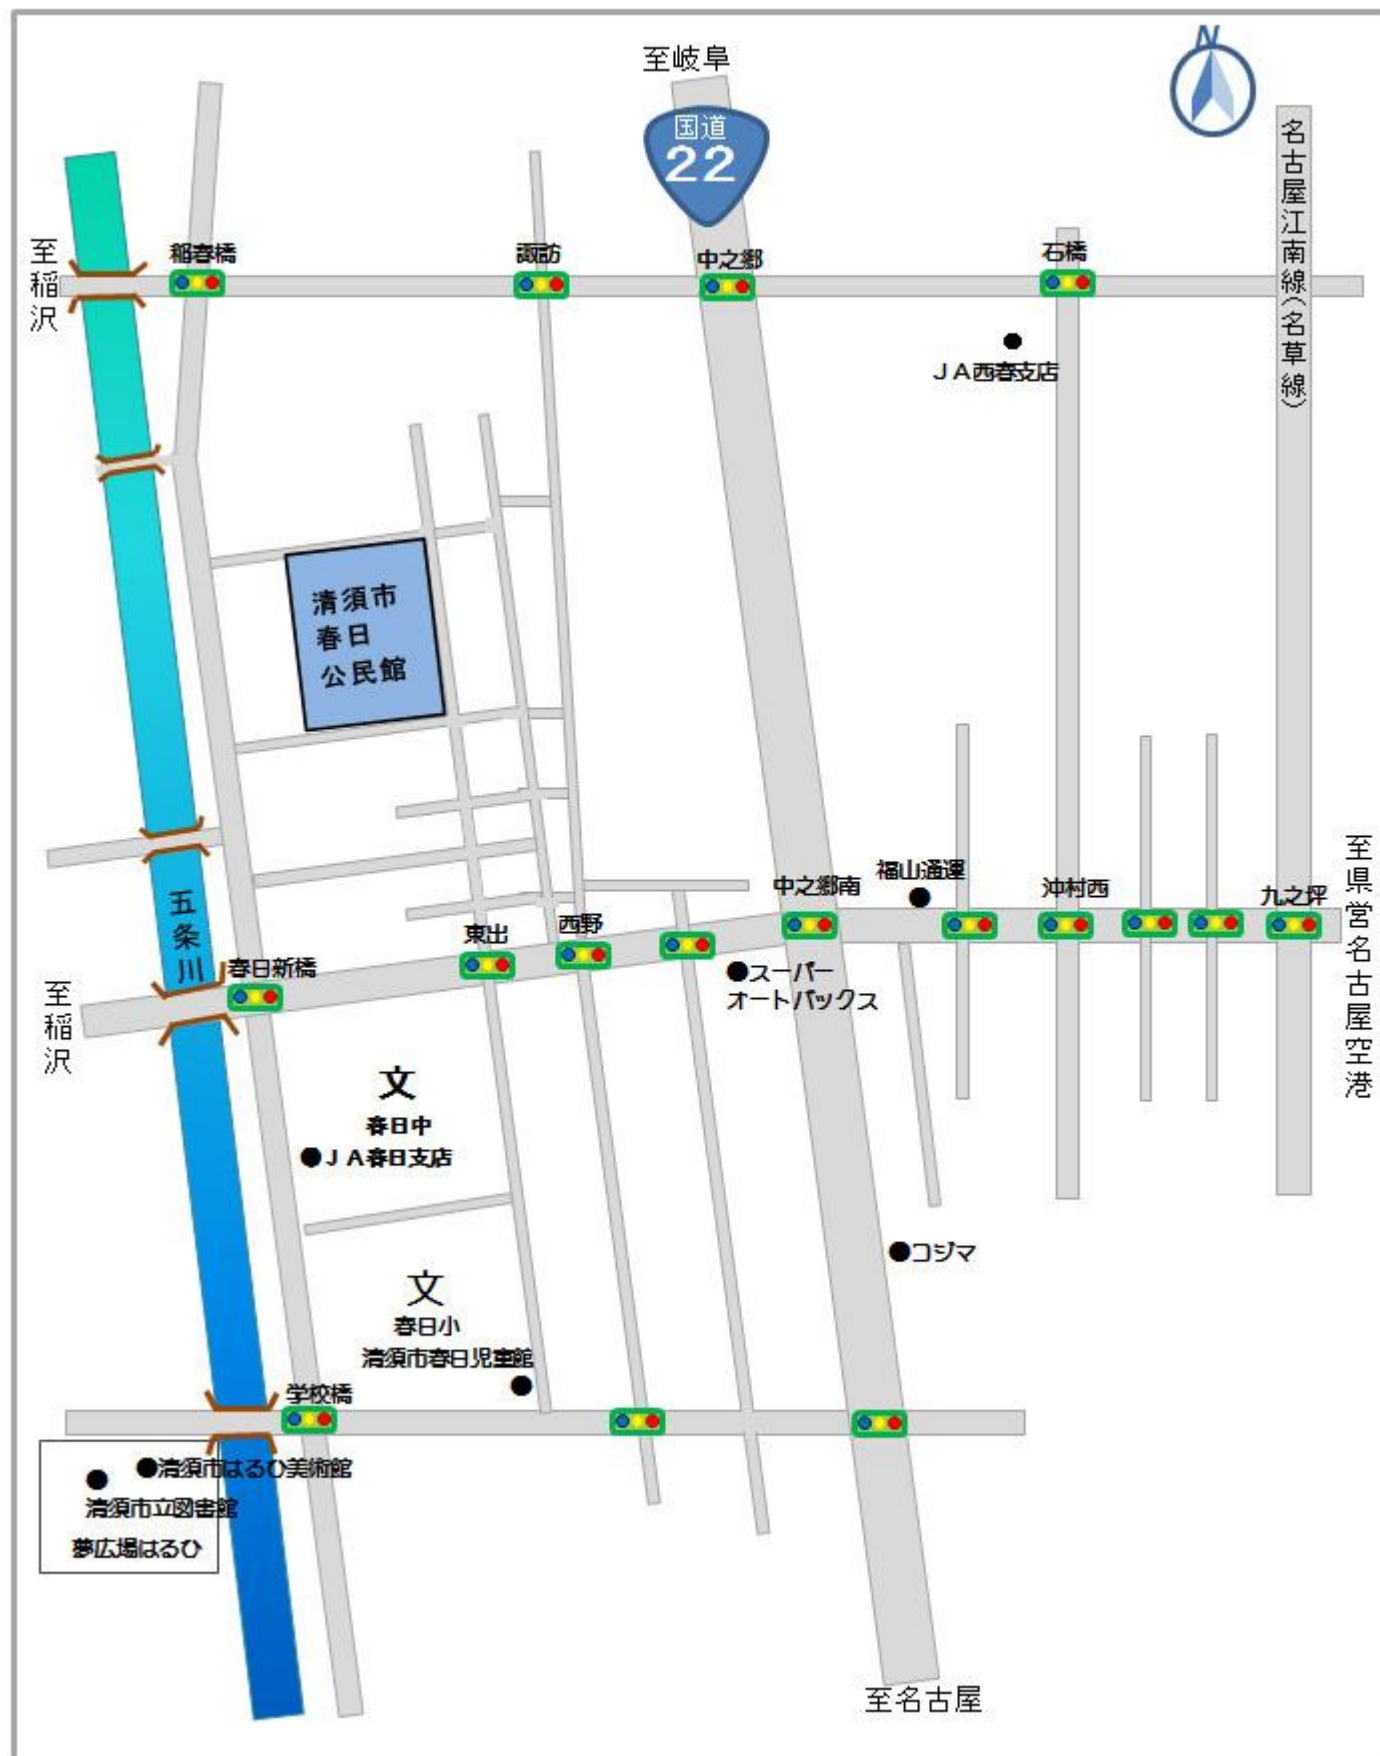 至岐阜
N
国道
22
名古屋江南線(名草線)
至稲沢
稲春橋
諏訪
中之郷
石橋
JA西春支店
清須市
春日
公民館
至県営名古屋空港
福山通運
中之郷南
沖村西
九之坪
五条川
東出
西野
春日新橋
●スーパー
オートバックス
至稲沢
文
春日中
●JA春日支店
●コジマ
文
春日小
清須市春日児童館
学校橋
●清須市はるひ美術館
清須市立図書館
夢広場はるひ
至名古屋